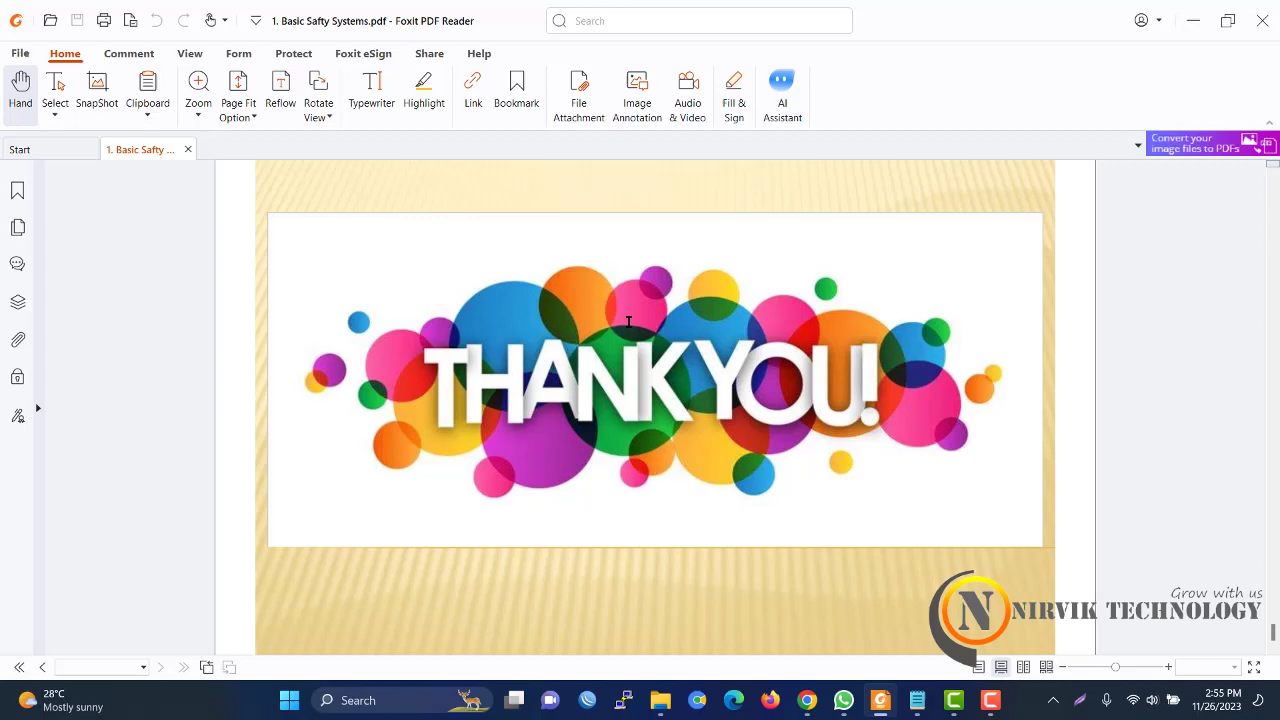 1. Basic Safty Systems.pdf - Foxit PDF Reader
Search
File Home Comment View Form Protect Foxit eSign Share Help
Hand Select SnapShot Clipboard Zoom Page Fit Option Reflow Rotate View Typewriter Highlight Link Bookmark File Attachment Image Annotation Audio & Video Fill & Sign AI Assistant
Start
1. Basic Safty ...
Convert your
image files to PDFs
THANK YOU!
Grow with us
N NIRVIK TECHNOLOGY
28°C
Mostly sunny
Search
2:55 PM
11/26/2023